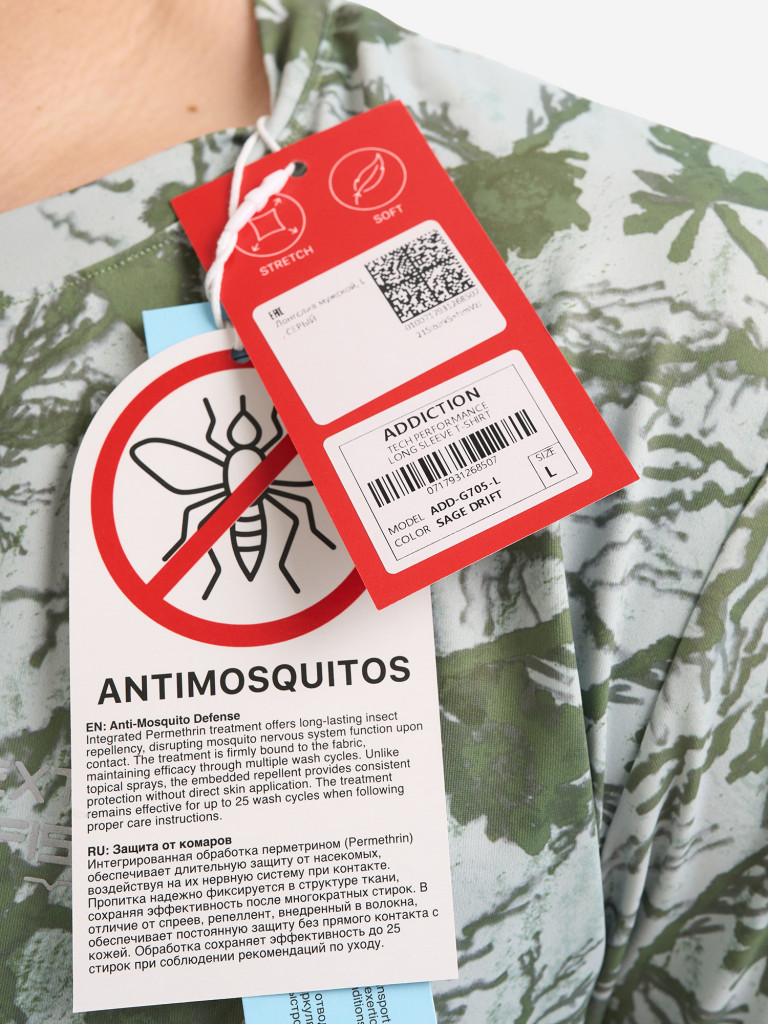 STRETCH
SOFT
EAC
Лонгслив мужской, L
, СЕРЫЙ
ADDICTION
TECH PERFORMANCE
LONG SLEEVE T-SHIRT
0717931268507
MODEL ADD-G705-L
COLOR SAGE DRIFT
SIZE
L
ANTIMOSQUITOS
EN: Anti-Mosquito Defense
Integrated Permethrin treatment offers long-lasting insect
repellency, disrupting mosquito nervous system function upon
contact. The treatment is firmly bound to the fabric,
maintaining efficacy through multiple wash cycles. Unlike
topical sprays, the embedded repellent provides consistent
protection without direct skin application. The treatment
remains effective for up to 25 wash cycles when following
proper care instructions.
RU: Защита от комаров
Интегрированная обработка перметрином (Permethrin)
обеспечивает длительную защиту от насекомых,
воздействуя на их нервную систему при контакте.
Пропитка надежно фиксируется в структуре ткани,
сохраняя эффективность после многократных стирок. В
отличие от спреев, репеллент, внедренный в волокна,
обеспечивает постоянную защиту без прямого контакта с
кожей. Обработка сохраняет эффективность до 25
стирок при соблюдении рекомендаций по уходу.